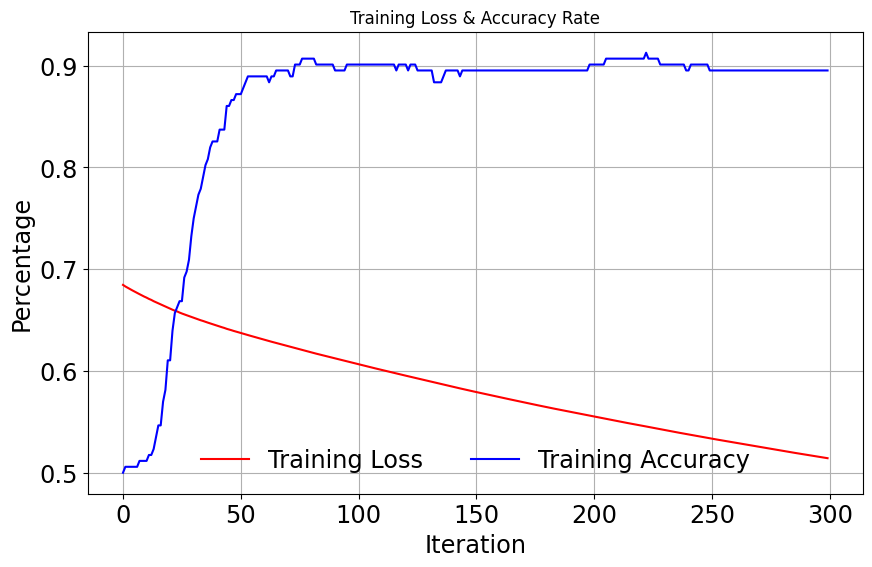 Training Loss & Accuracy Rate
Percentage
0.9
0.8
0.7
0.6
0.5
Training Loss
Training Accuracy
0
50
100
150
200
250
300
Iteration